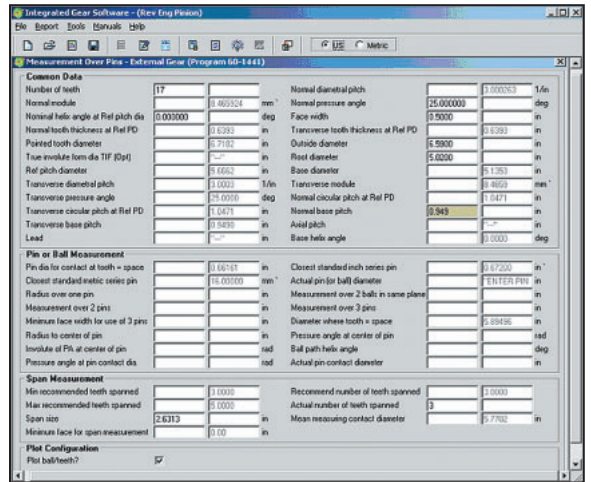 Integrated Gear Software - (Rev Eng Pinion)
File Report Tools Manuals Help
US Metric
Measurement Over Pins - External Gear (Program 60-1441)
Common Data
Number of teeth 17 Normal diametral pitch 3.000263 1/in
Normal module 8.465924 mm Normal pressure angle 25.000000 deg
Nominal helix angle at Ref pitch dia 0.000000 deg Face width 0.5000 in
Normal tooth thickness at Ref PD 0.6393 in Transverse tooth thickness at Ref PD 0.6393 in
Pointed tooth diameter 6.7182 in Outside diameter 6.5900 in
True involute form dia TIF (Opt) "--" in Root diameter 5.0200 in
Ref pitch diameter 5.6662 in Base diameter 5.1353 in
Transverse diametral pitch 3.0003 1/in Transverse module 8.4659 mm
Transverse pressure angle 25.0000 deg Normal circular pitch at Ref PD 1.0471 in
Transverse circular pitch at Ref PD 1.0471 in Normal base pitch 0.949 in
Transverse base pitch 0.9490 in Axial pitch "--" in
Lead "--" in Base helix angle 0.0000 deg
Pin or Ball Measurement
Pin dia for contact at tooth = space 0.66161 in Closest standard inch series pin 0.67200 in
Closest standard metric series pin 16.00000 mm Actual pin (or ball) diameter "ENTER PIN in
Radius over one pin in Measurement over 2 balls in same plane in
Measurement over 2 pins in Measurement over 3 pins in
Minimum face width for use of 3 pins in Diameter where tooth = space 5.89496 in
Radius to center of pin in Pressure angle at center of pin rad
Involute of PA at center of pin rad Ball path helix angle deg
Pressure angle at pin contact dia. rad Actual pin contact diameter in
Span Measurement
Min recommended teeth spanned 3.0000 Recommend number of teeth spanned 3.0000
Max recommended teeth spanned 5.0000 Actual number of teeth spanned 3
Span size 2.6313 in Mean measuring contact diameter 5.7702 in
Minimum face for span measurement 0.00 in
Plot Configuration
Plot ball/teeth?